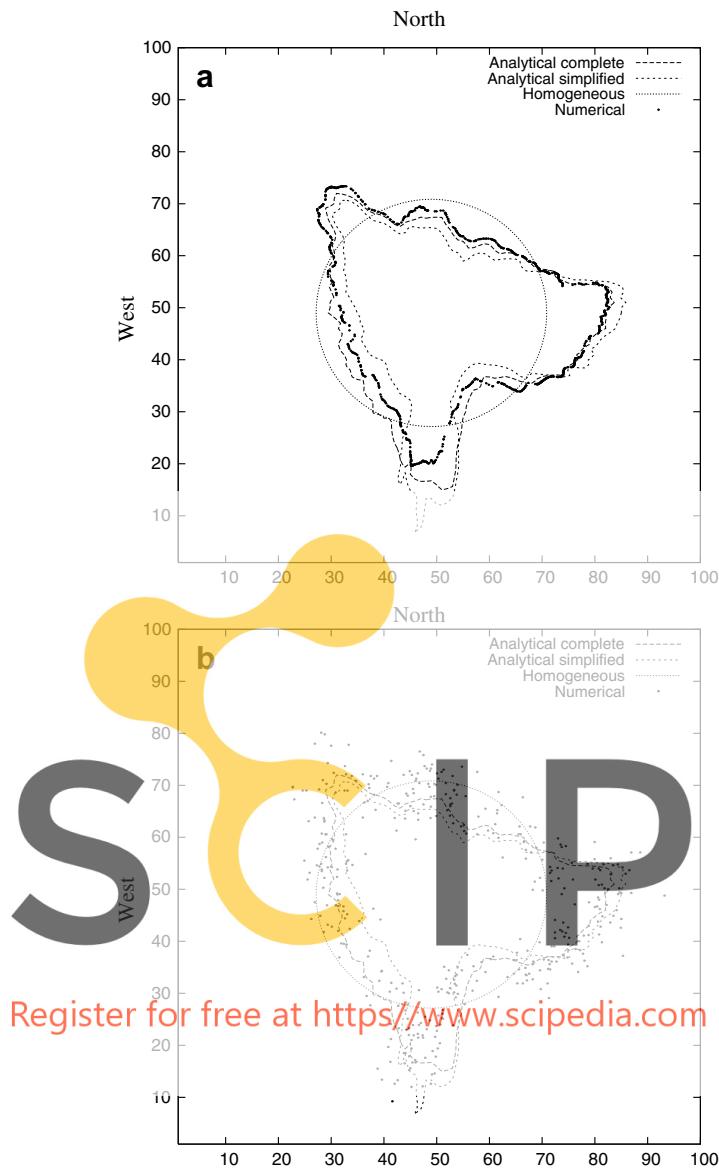 North
100
a
Analytical complete
Analytical simplified
Homogeneous
Numerical
90
80
70
60
West
50
40
30
20
10
10 20 30 40 50 60 70 80 90 100
North
100
b
Analytical complete
Analytical simplified
Homogeneous
Numerical
90
80
70
60
SCIP
West
50
40
30
Register for free at https//www.scipedia.com
20
10
10 20 30 40 50 60 70 80 90 100